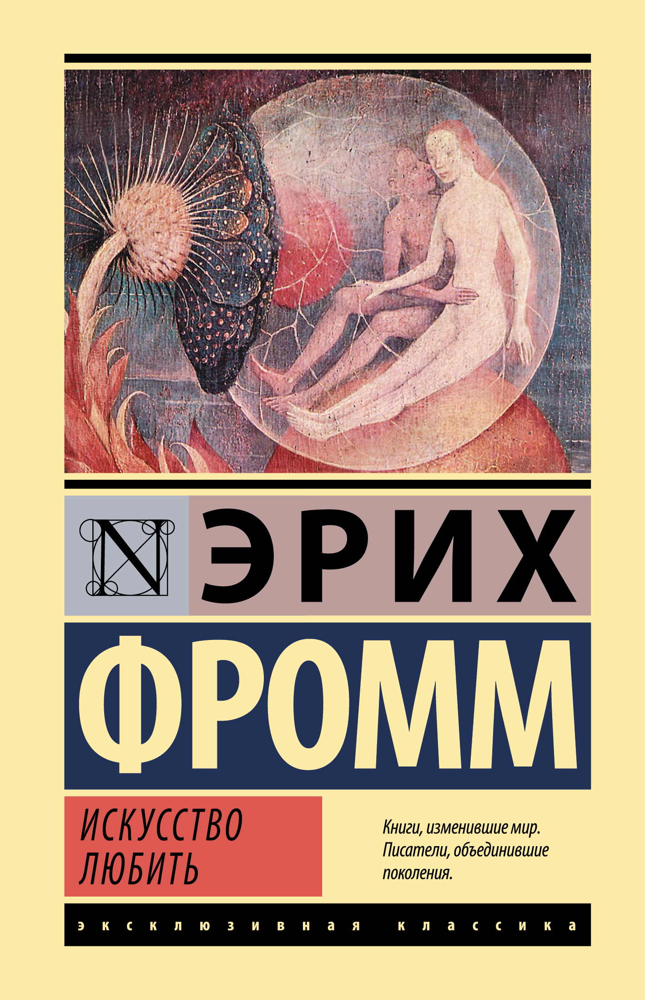 N
ЭРИХ
ФРОММ
ИСКУССТВО
ЛЮБИТЬ
Книги, изменившие мир.
Писатели, объединившие
поколения.
эксклюзивная классика